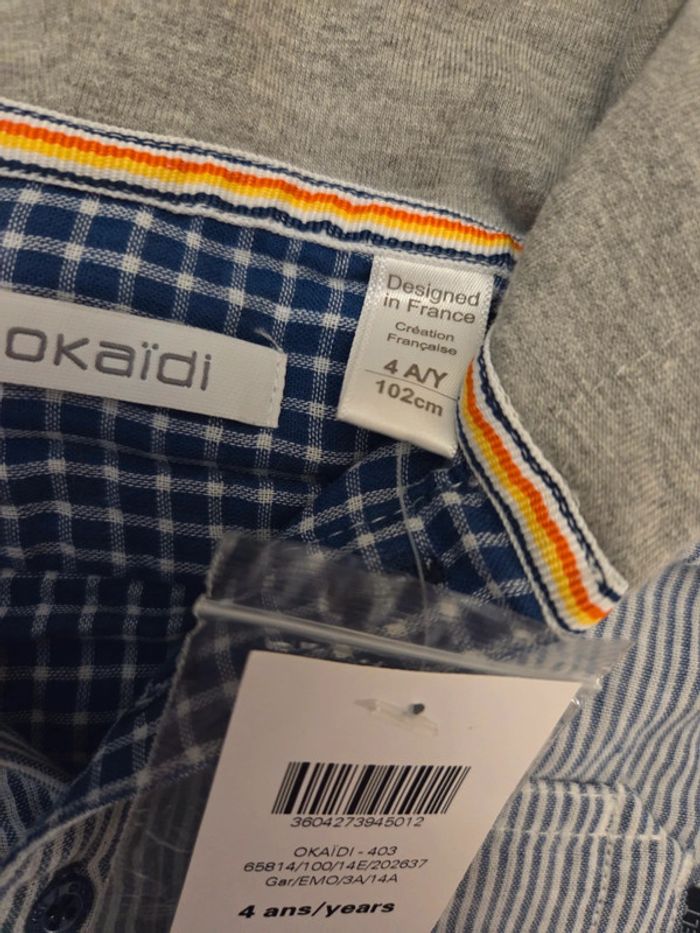 okaïdi
Designed
in France
Création
Française
4 A/Y
102cm
3604273945012
OKAÏDI - 403
65814/100/14E/202637
Gar/EMO/3A/14A
4 ans/years